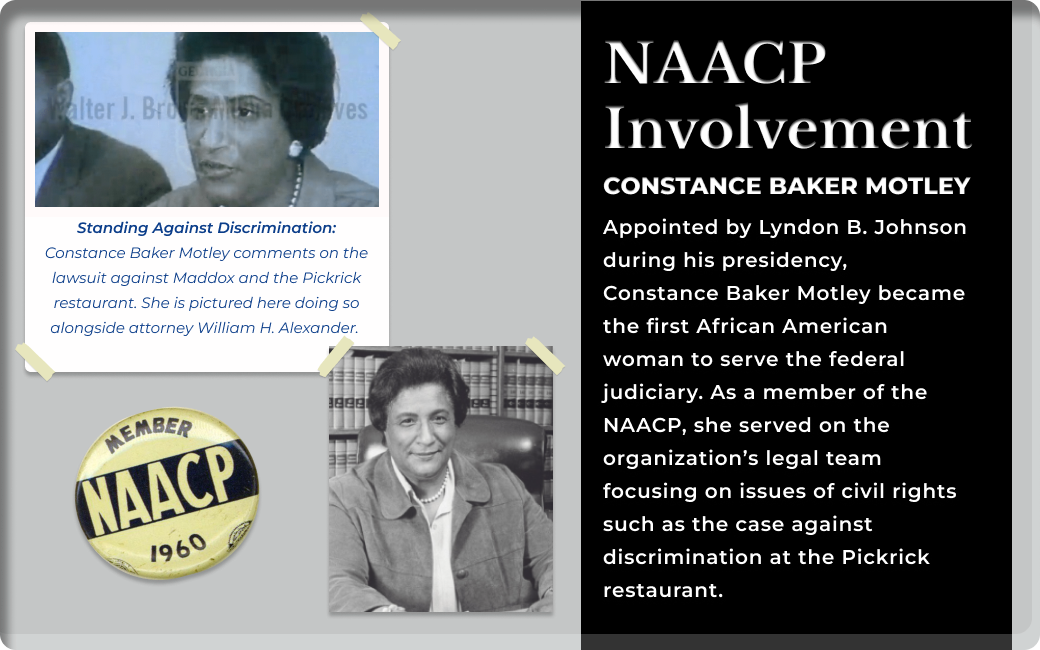 GEORGIA
Walter J. Brown Media Archives
Standing Against Discrimination:
Constance Baker Motley comments on the
lawsuit against Maddox and the Pickrick
restaurant. She is pictured here doing so
alongside attorney William H. Alexander.
MEMBER
NAACP
1960
NAACP
Involvement
CONSTANCE BAKER MOTLEY
Appointed by Lyndon B. Johnson
during his presidency,
Constance Baker Motley became
the first African American
woman to serve the federal
judiciary. As a member of the
NAACP, she served on the
organization’s legal team
focusing on issues of civil rights
such as the case against
discrimination at the Pickrick
restaurant.